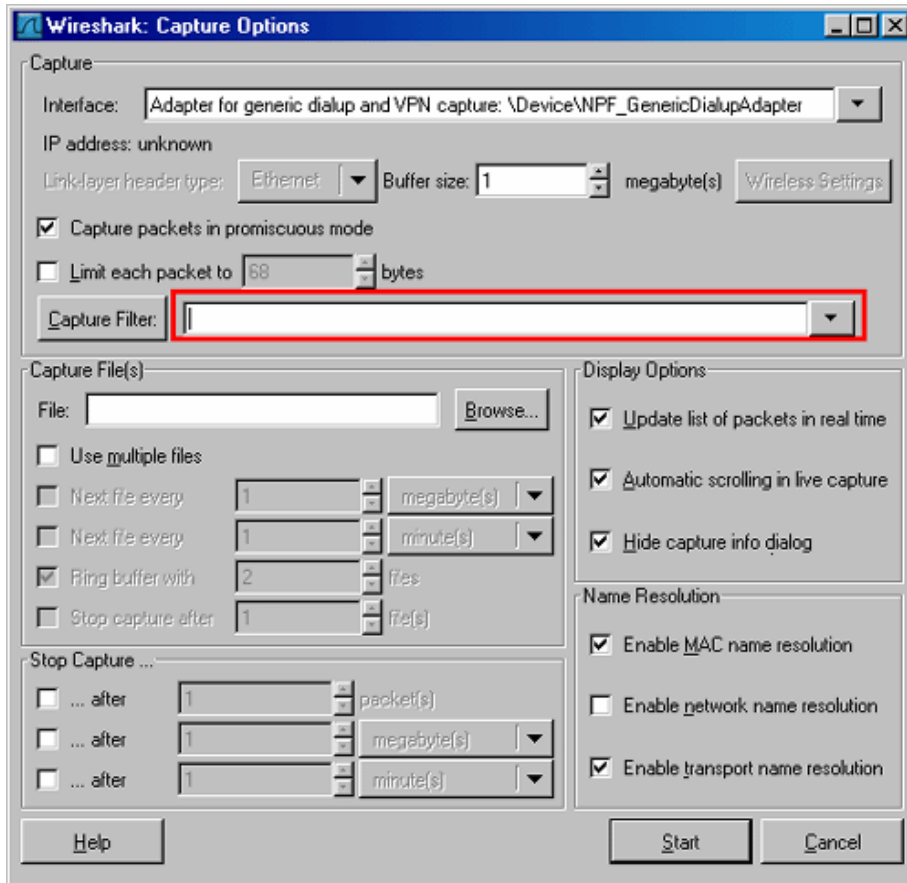 Wireshark: Capture Options
Capture
Interface: Adapter for generic dialup and VPN capture: \Device\NPF_GenericDialupAdapter
IP address: unknown
Link-layer header type: Ethernet Buffer size: 1 megabyte(s) Wireless Settings
Capture packets in promiscuous mode
Limit each packet to 68 bytes
Capture Filter:
Capture File(s)
File: Browse...
Use multiple files
Next file every 1 megabyte(s)
Next file every 1 minute(s)
Ring buffer with 2 files
Stop capture after 1 file(s)
Stop Capture ...
... after 1 packet(s)
... after 1 megabyte(s)
... after 1 minute(s)
Display Options
Update list of packets in real time
Automatic scrolling in live capture
Hide capture info dialog
Name Resolution
Enable MAC name resolution
Enable network name resolution
Enable transport name resolution
Help Start Cancel